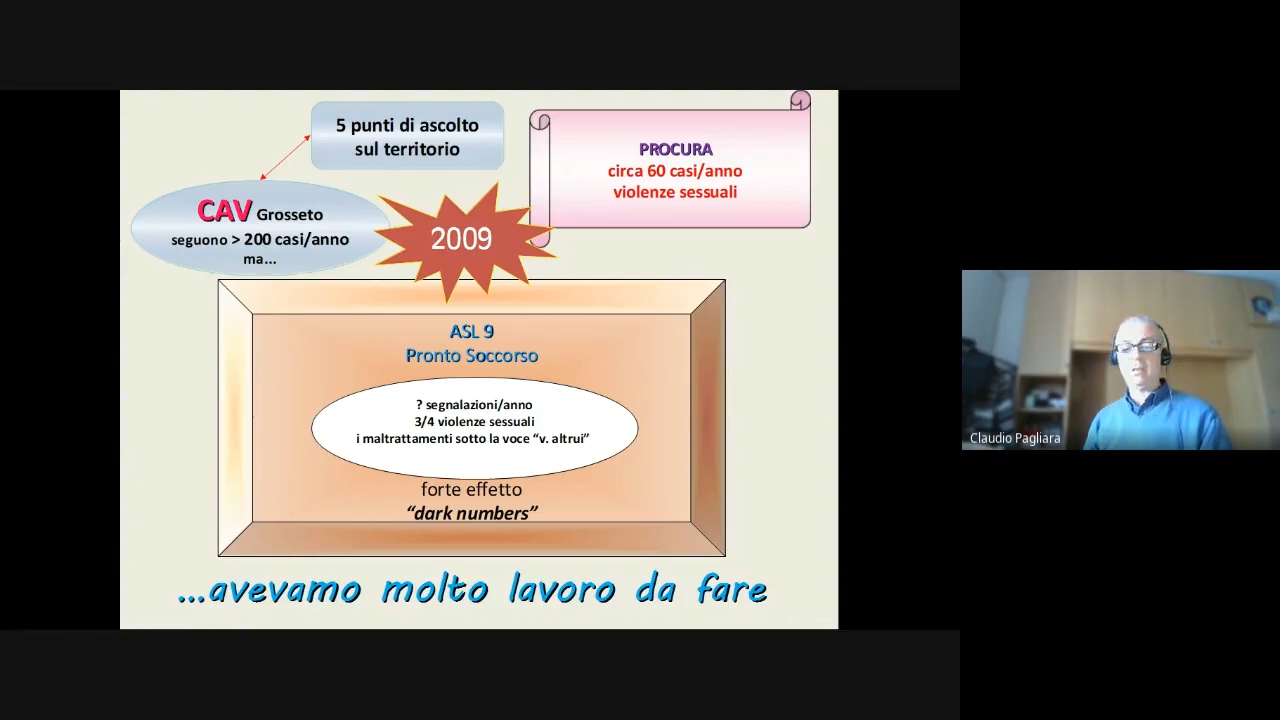 5 punti di ascolto
sul territorio
PROCURA
circa 60 casi/anno
violenze sessuali
CAV Grosseto
seguono > 200 casi/anno
ma...
2009
ASL 9
Pronto Soccorso
? segnalazioni/anno
3/4 violenze sessuali
i maltrattamenti sotto la voce “v. altrui”
forte effetto
“dark numbers”
...avevamo molto lavoro da fare
Claudio Pagliara